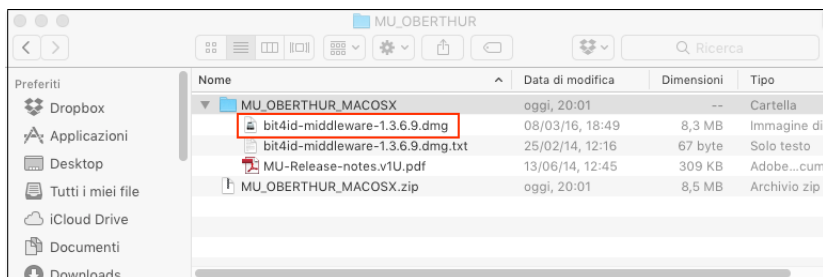 MU_OBERTHUR
Ricerca
Preferiti
Dropbox
Applicazioni
Desktop
Tutti i miei file
iCloud Drive
Documenti
Downloads
Nome Data di modifica Dimensioni Tipo
MU_OBERTHUR_MACOSX oggi, 20:01 -- Cartella
bit4id-middleware-1.3.6.9.dmg 08/03/16, 18:49 8,3 MB Immagine di
bit4id-middleware-1.3.6.9.dmg.txt 25/02/14, 12:16 67 byte Solo testo
MU-Release-notes.v1U.pdf 13/06/14, 12:45 309 KB Adobe...cum
MU_OBERTHUR_MACOSX.zip oggi, 20:01 8,5 MB Archivio zip